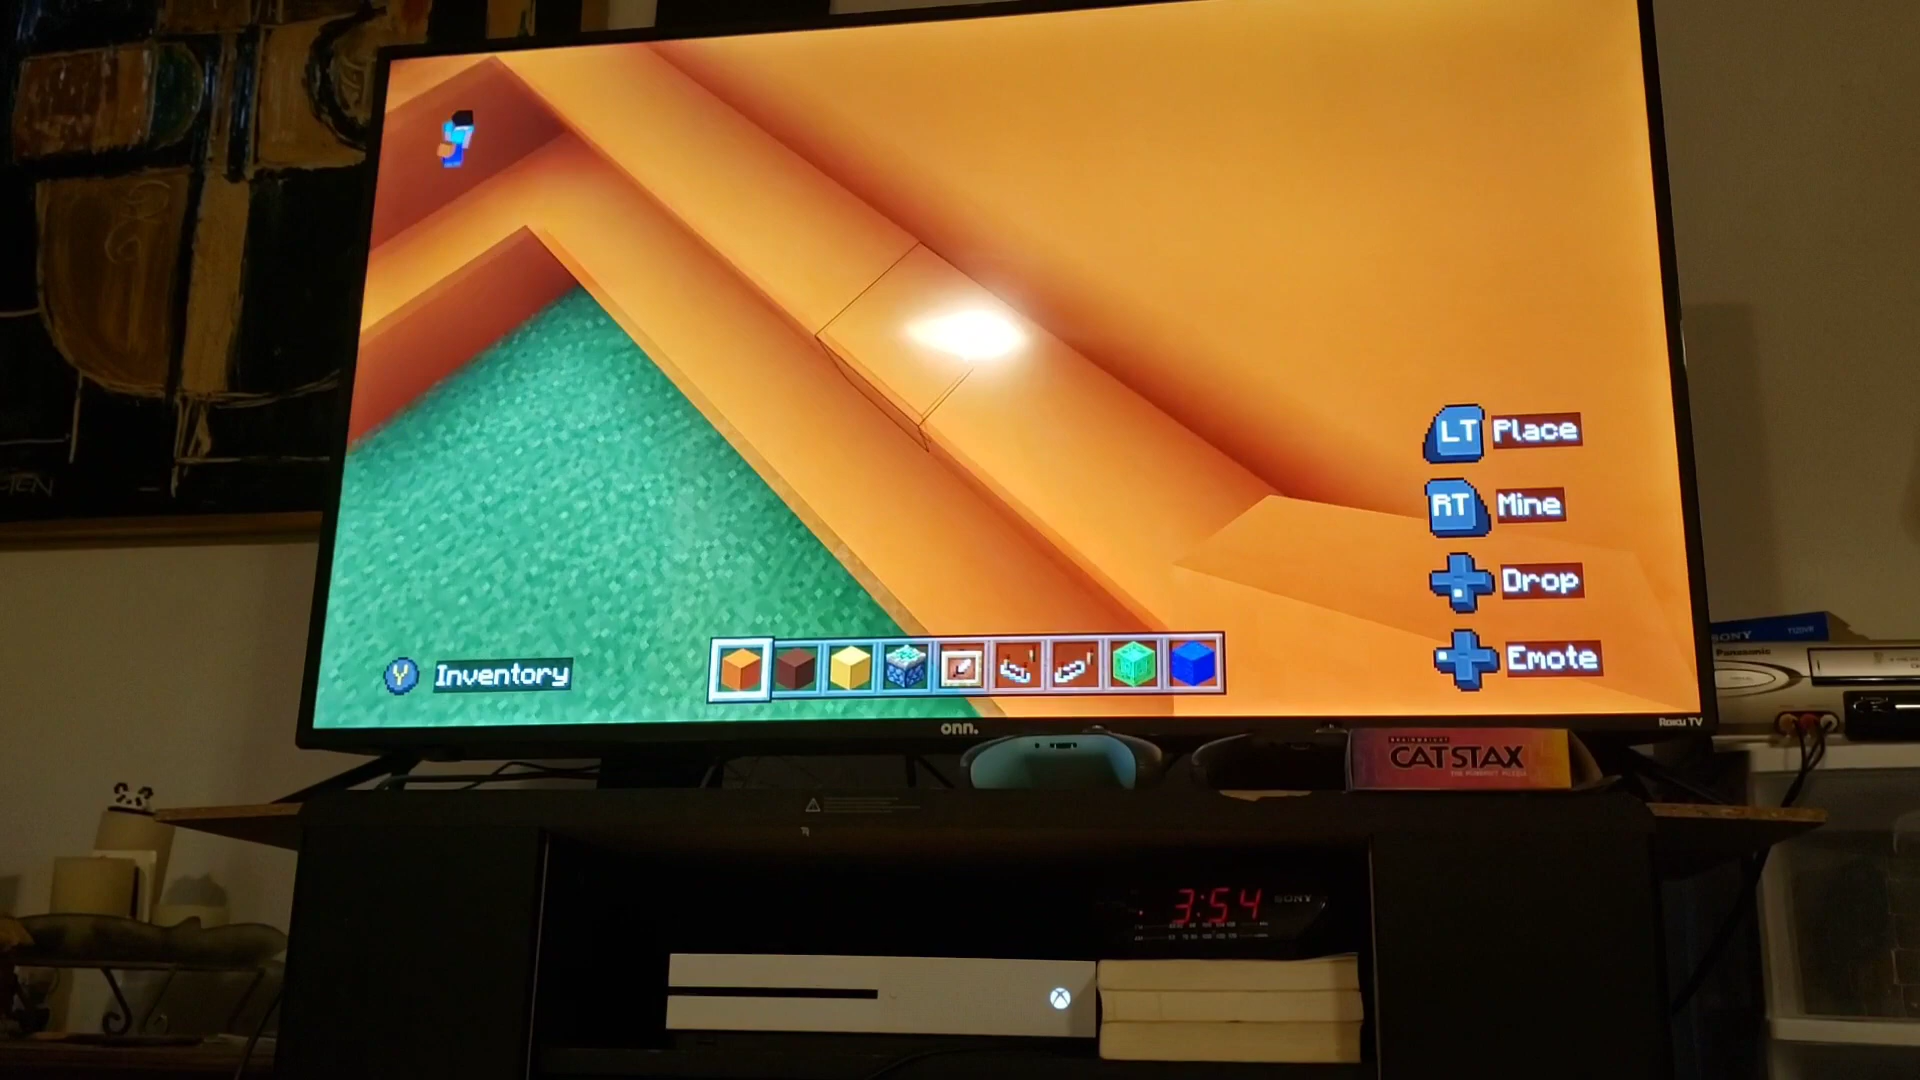 LT Place
RT Mine
Drop
Emote
Y Inventory
onn.
Roku TV
CAT STAX
SONY
Panasonic
3:54
SONY